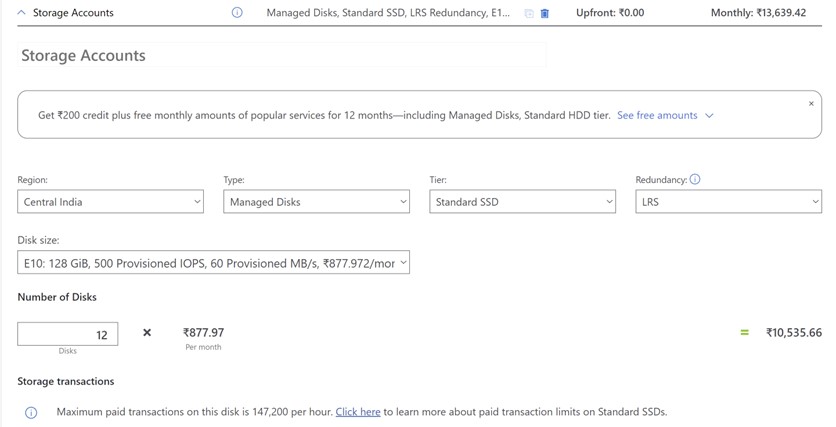 Storage Accounts Managed Disks, Standard SSD, LRS Redundancy, E1... Upfront: ₹0.00 Monthly: ₹13,639.42
Storage Accounts
Get ₹200 credit plus free monthly amounts of popular services for 12 months—including Managed Disks, Standard HDD tier. See free amounts
Region: Type: Tier: Redundancy:
Central India Managed Disks Standard SSD LRS
Disk size:
E10: 128 GiB, 500 Provisioned IOPS, 60 Provisioned MB/s, ₹877.972/mor
Number of Disks
12 × ₹877.97 = ₹10,535.66
Disks Per month
Storage transactions
Maximum paid transactions on this disk is 147,200 per hour. Click here to learn more about paid transaction limits on Standard SSDs.